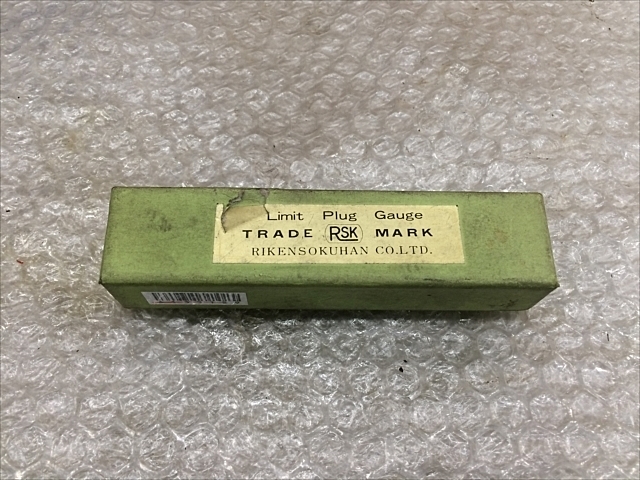 Limit Plug Gauge
TRADE RSK MARK
RIKENSOKUHAN CO.LTD.